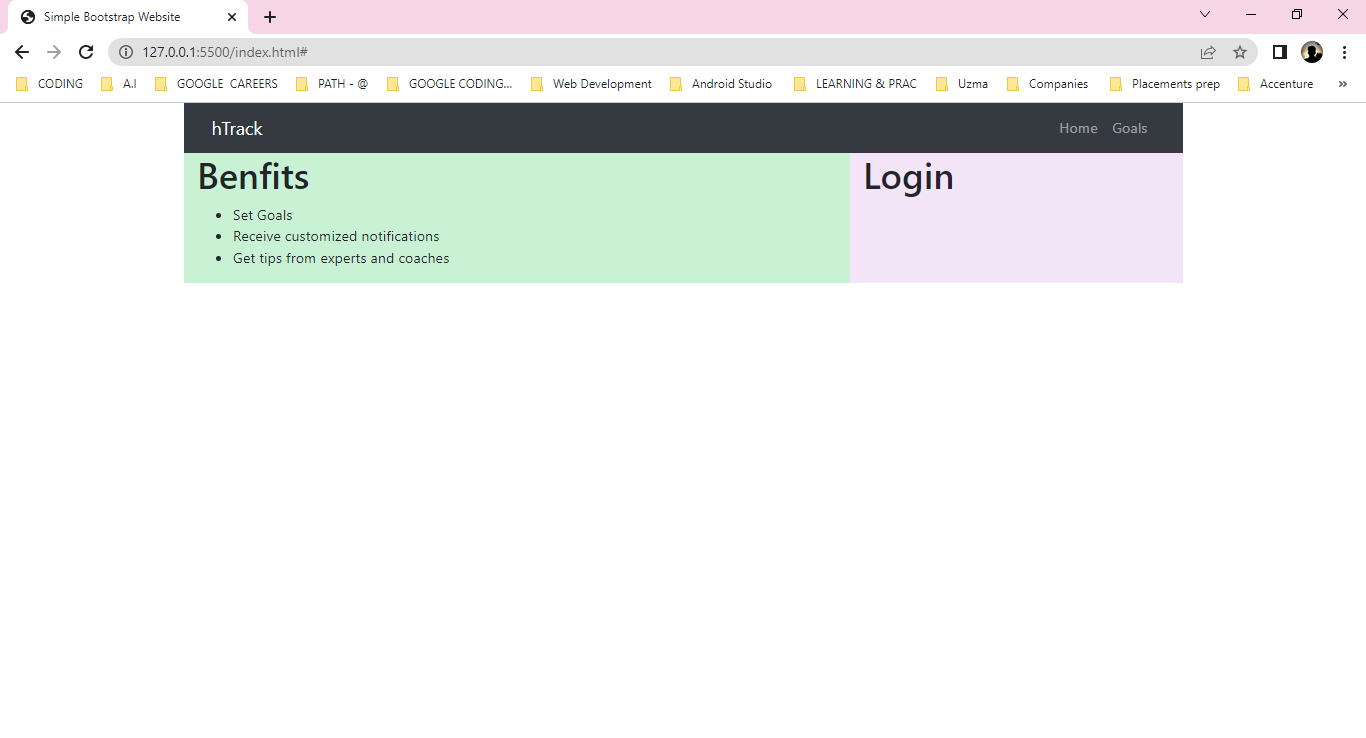 Simple Bootstrap Website
127.0.0.1:5500/index.html#
CODING A.I GOOGLE CAREERS PATH - @ GOOGLE CODING... Web Development Android Studio LEARNING & PRAC Uzma Companies Placements prep Accenture »
hTrack Home Goals
Benfits
• Set Goals
• Receive customized notifications
• Get tips from experts and coaches
Login